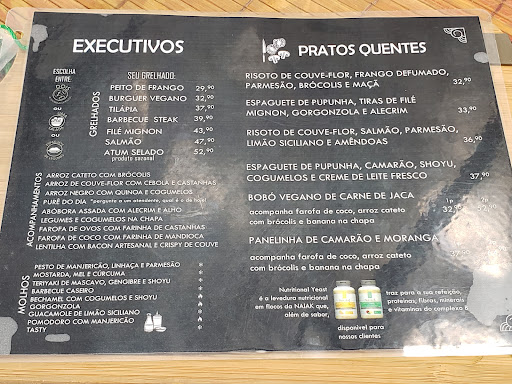 EXECUTIVOS
ESCOLHA
ENTRE
SEU GRELHADO:
GRELHADOS
PEITO DE FRANGO 29,90
BURGUER VEGANO 32,90
TILÁPIA 37,90
BARBECUE STEAK 39,90
FILÉ MIGNON 43,90
SALMÃO 47,90
ATUM SELADO 52,90
produto sazonal
ACOMPANHAMENTOS
ARROZ CATETO COM BRÓCOLIS
ARROZ DE COUVE-FLOR COM CEBOLA E CASTANHAS
ARROZ NEGRO COM QUINOA E COGUMELOS
PURÊ DO DIA "pergunte a um atendente, qual é o de hoje!
ABÓBORA ASSADA COM ALECRIM E ALHO
LEGUMES E COGUMELOS NA CHAPA
FAROFA DE OVOS COM FARINHA DE CASTANHAS
FAROFA DE COCO COM FARINHA DE MANDIOCA
LENTILHA COM BACON ARTESANAL E CRISPY DE COUVE
MOLHOS
PESTO DE MANJERICÃO, LINHAÇA E PARMESÃO
MOSTARDA, MEL E CÚRCUMA
TERIYAKI DE MASCAVO, GENGIBRE E SHOYU
BARBECUE CASEIRO
BECHAMEL COM COGUMELOS E SHOYU
GORGONZOLA
GUACAMOLE DE LIMÃO SICILIANO
POMODORO COM MANJERICÃO
TASTY
PRATOS QUENTES
RISOTO DE COUVE-FLOR, FRANGO DEFUMADO,
PARMESÃO, BRÓCOLIS E MAÇÃ 32,90
ESPAGUETE DE PUPUNHA, TIRAS DE FILÉ
MIGNON, GORGONZOLA E ALECRIM 33,90
RISOTO DE COUVE-FLOR, SALMÃO, PARMESÃO,
LIMÃO SICILIANO E AMÊNDOAS 36,90
ESPAGUETE DE PUPUNHA, CAMARÃO, SHOYU,
COGUMELOS E CREME DE LEITE FRESCO 37,90
BOBÓ VEGANO DE CARNE DE JACA 1p 2p
acompanha farofa de coco, arroz cateto
com brócolis e banana na chapa
PANELINHA DE CAMARÃO E MORANGA
acompanha farofa de coco, arroz cateto
com brócolis e banana na chapa
Nutritional Yeast
é a levedura nutricional
em flocos da NAIAK que,
além de sabor,
traz para a sua refeição,
proteínas, fibras, minerais
e vitaminas do complexo B
disponível para
nossos clientes